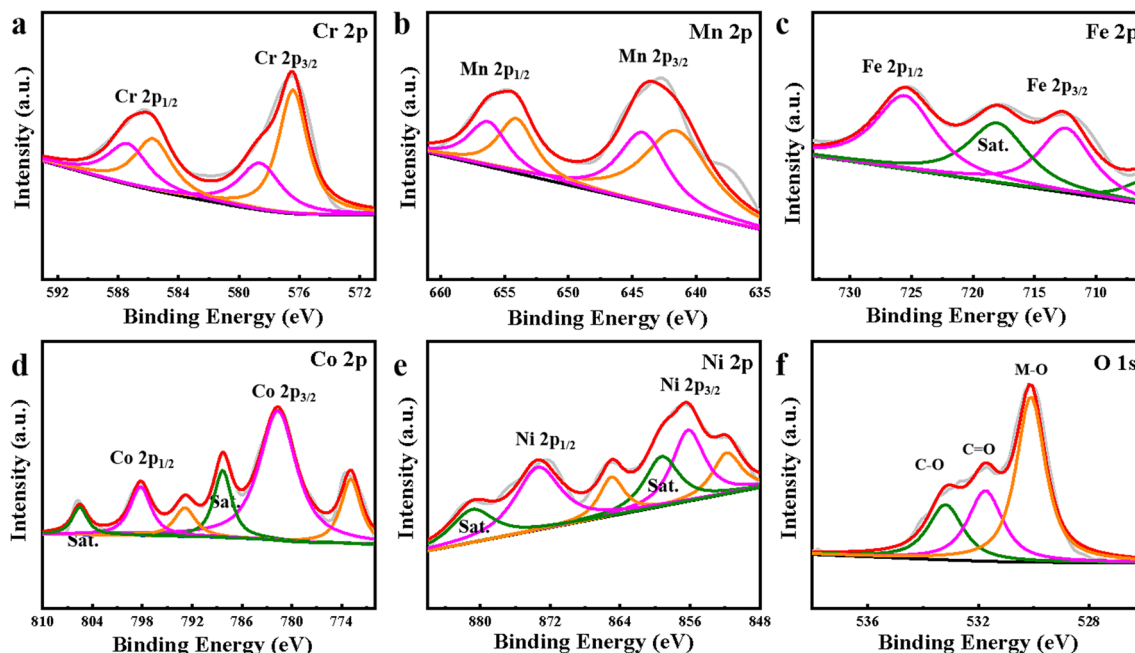 a
Cr 2p
Cr 2p3/2
Cr 2p1/2
Intensity (a.u.)
592 588 584 580 576 572
Binding Energy (eV)
b
Mn 2p
Mn 2p1/2
Mn 2p3/2
Intensity (a.u.)
660 655 650 645 640 635
Binding Energy (eV)
c
Fe 2p
Fe 2p1/2
Fe 2p3/2
Sat.
Intensity (a.u.)
730 725 720 715 710
Binding Energy (eV)
d
Co 2p
Co 2p3/2
Co 2p1/2
Sat.
Sat.
Intensity (a.u.)
810 804 798 792 786 780 774
Binding Energy (eV)
e
Ni 2p
Ni 2p3/2
Ni 2p1/2
Sat.
Sat.
Intensity (a.u.)
880 872 864 856 848
Binding Energy (eV)
f
O 1s
M-O
C=O
C-O
Intensity (a.u.)
536 532 528
Binding Energy (eV)